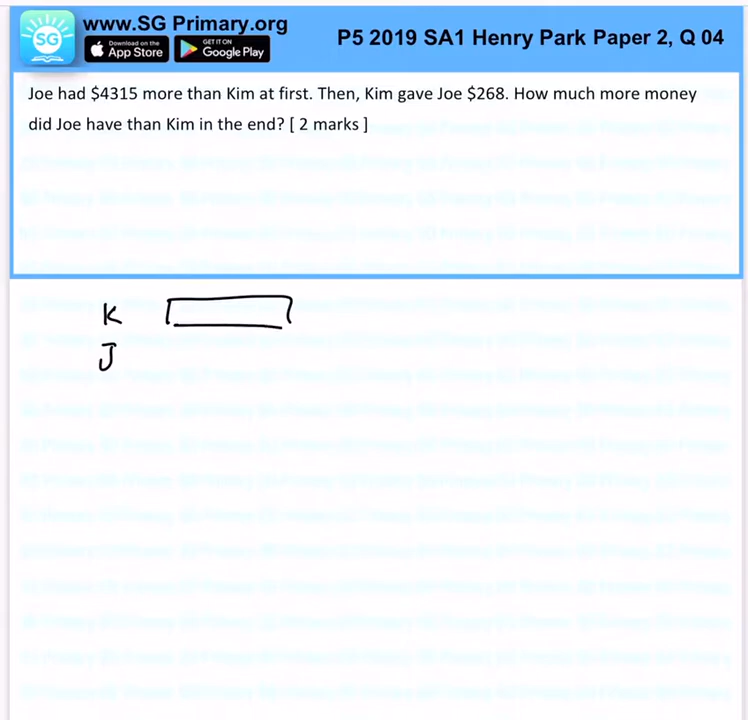 SG
www.SG Primary.org
Download on the
App Store
GET IT ON
Google Play
P5 2019 SA1 Henry Park Paper 2, Q 04
Joe had $4315 more than Kim at first. Then, Kim gave Joe $268. How much more money
did Joe have than Kim in the end? [ 2 marks ]
K
J